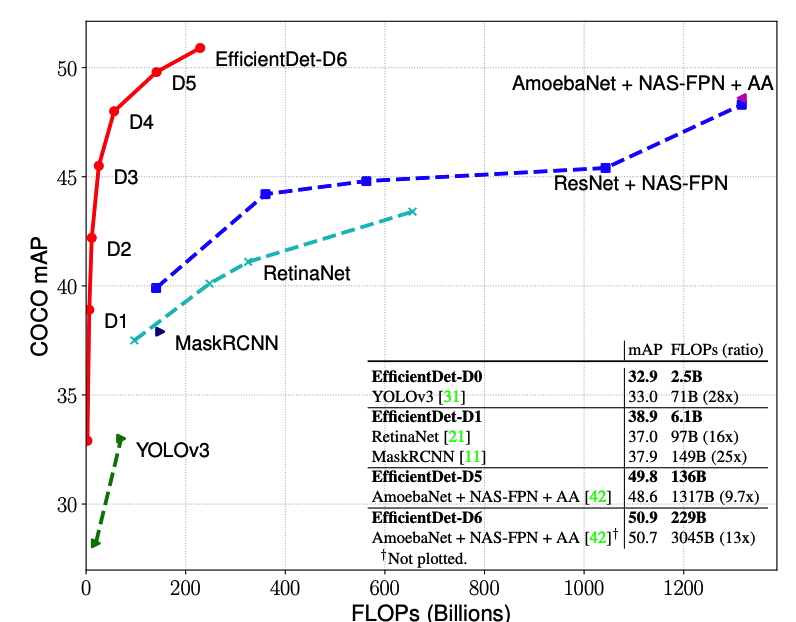 50
45
40
35
30
COCO mAP
EfficientDet-D6
D5
D4
D3
D2
D1
AmoebaNet + NAS-FPN + AA
ResNet + NAS-FPN
RetinaNet
MaskRCNN
YOLOv3
mAP FLOPs (ratio)
EfficientDet-D0 32.9 2.5B
YOLOv3 [31] 33.0 71B (28x)
EfficientDet-D1 38.9 6.1B
RetinaNet [21] 37.0 97B (16x)
MaskRCNN [11] 37.9 149B (25x)
EfficientDet-D5 49.8 136B
AmoebaNet + NAS-FPN + AA [42] 48.6 1317B (9.7x)
EfficientDet-D6 50.9 229B
AmoebaNet + NAS-FPN + AA [42]† 50.7 3045B (13x)
†Not plotted.
0 200 400 600 800 1000 1200
FLOPs (Billions)